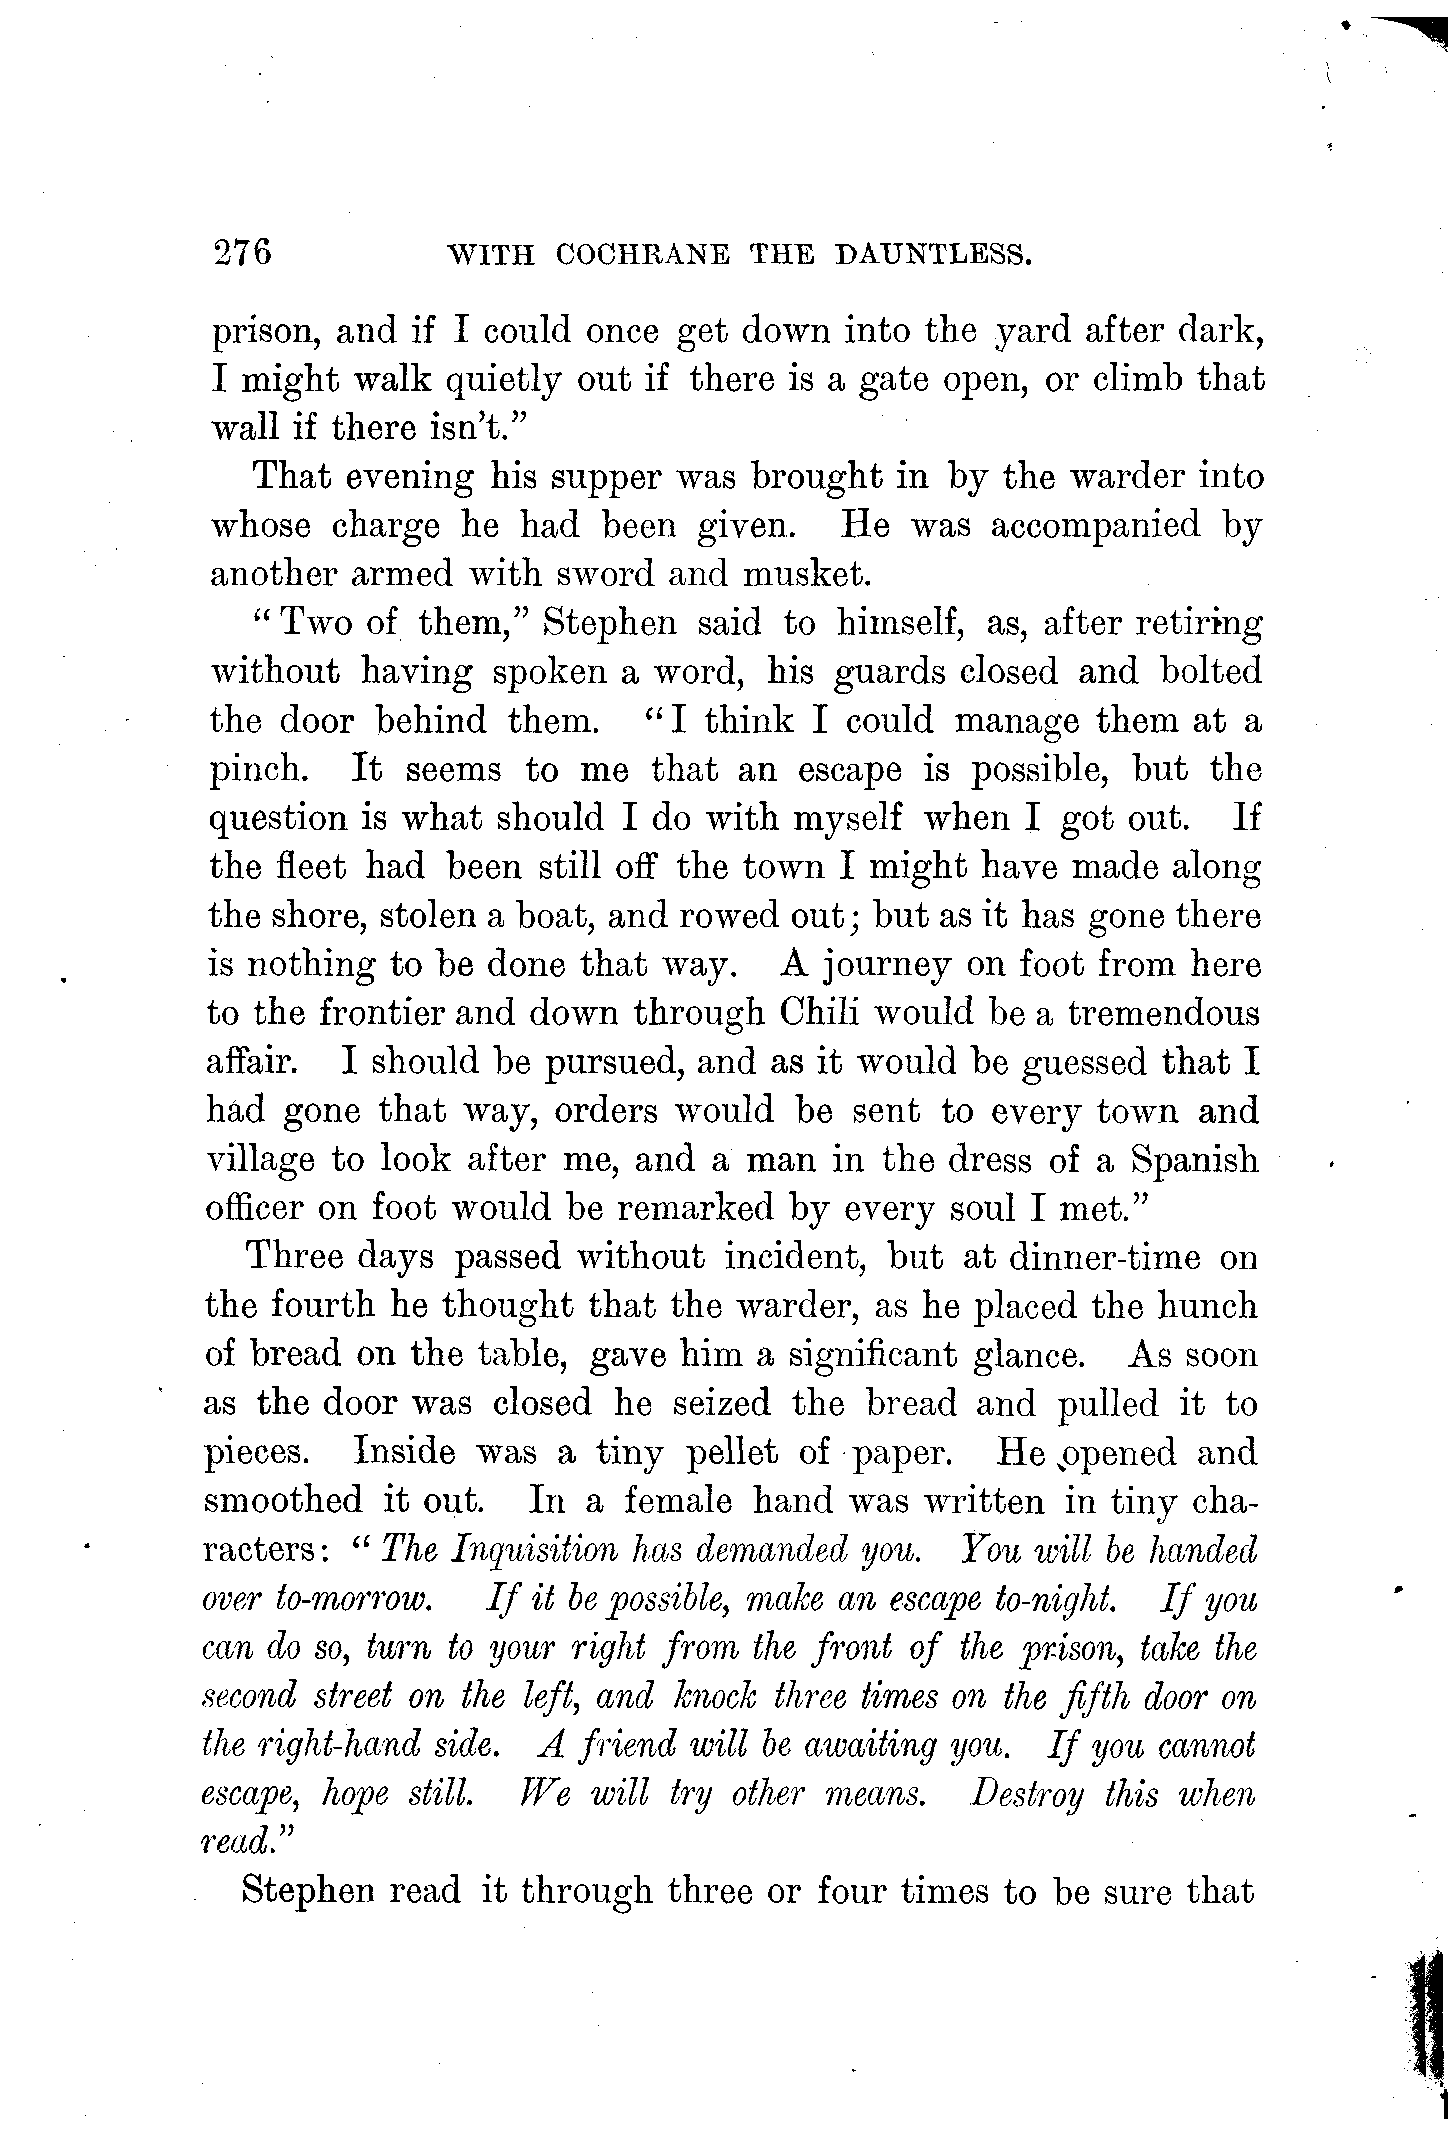 276 WITH COCHRANE THE DAUNTLESS.
prison, and if I could once get down into the yard after dark,
I might walk quietly out if there is a gate open, or climb that
wall if there isn't."
That evening his supper was brought in by the warder into
whose charge he had been given. He was accompanied by
another armed with sword and musket.
"Two of them," Stephen said to himself, as, after retiring
without having spoken a word, his guards closed and bolted
the door behind them. "I think I could manage them at a
pinch. It seems to me that an escape is possible, but the
question is what should I do with myself when I got out. If
the fleet had been still off the town I might have made along
the shore, stolen a boat, and rowed out; but as it has gone there
is nothing to be done that way. A journey on foot from here
to the frontier and down through Chili would be a tremendous
affair. I should be pursued, and as it would be guessed that I
had gone that way, orders would be sent to every town and
village to look after me, and a man in the dress of a Spanish
officer on foot would be remarked by every soul I met."
Three days passed without incident, but at dinner-time on
the fourth he thought that the warder, as he placed the hunch
of bread on the table, gave him a significant glance. As soon
as the door was closed he seized the bread and pulled it to
pieces. Inside was a tiny pellet of paper. He opened and
smoothed it out. In a female hand was written in tiny cha-
racters: "The Inquisition has demanded you. You will be handed
over to-morrow. If it be possible, make an escape to-night. If you
can do so, turn to your right from the front of the prison, take the
second street on the left, and knock three times on the fifth door on
the right-hand side. A friend will be awaiting you. If you cannot
escape, hope still. We will try other means. Destroy this when
read."
Stephen read it through three or four times to be sure that